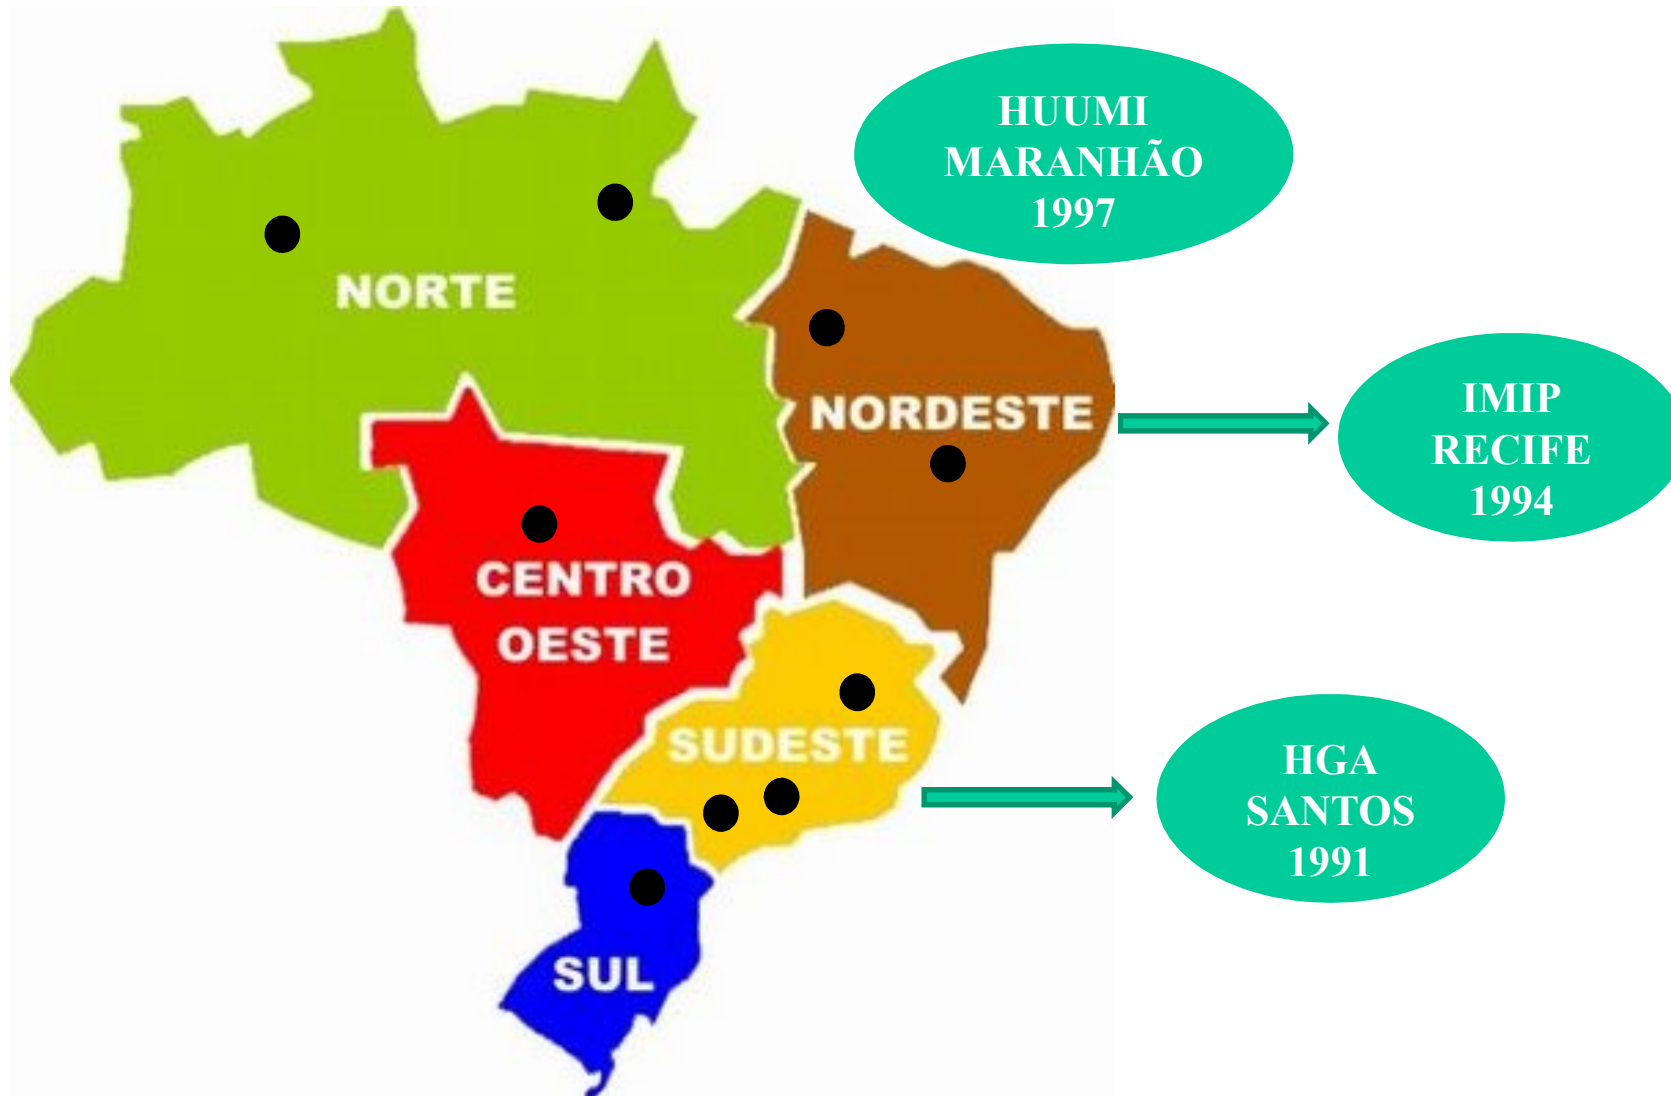 HUUMI
MARANHÃO
1997
NORTE
NORDESTE
IMIP
RECIFE
1994
CENTRO
OESTE
SUDESTE
HGA
SANTOS
1991
SUL